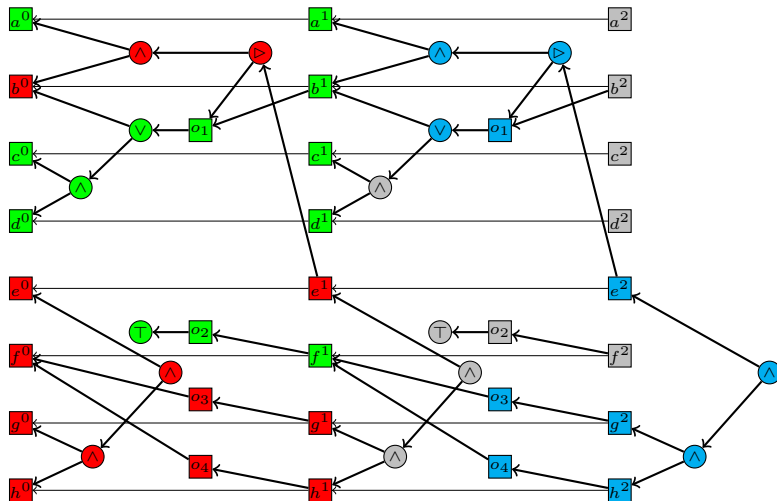 a⁰ a¹ a²
∧ ▷ ∧ ▷
b⁰ b¹ b²
∨ o₁ ∨ o₁
c⁰ c¹ c²
∧ ∧
d⁰ d¹ d²
e⁰ e¹ e²
⊤ o₂ ⊤ o₂
f⁰ f¹ f²
∧ ∧ ∧
o₃ o₃
g⁰ g¹ g²
∧ ∧ ∧
o₄ o₄
h⁰ h¹ h²